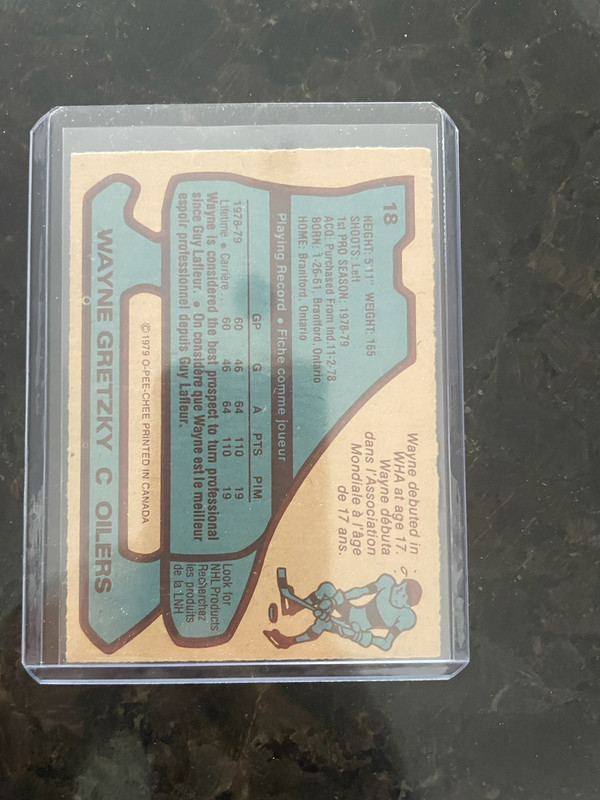 18
HEIGHT: 5'11" WEIGHT: 165
SHOOTS: Left
1st PRO SEASON: 1978-79
ACQ: Purchased From Ind.11-2-78
BORN: 1-26-61, Brantford, Ontario
HOME: Brantford, Ontario
Wayne debuted in
WHA at age 17.
Wayne débuta
dans l'Association
Mondiale à l'âge
de 17 ans.
Playing Record • Fiche comme joueur
GP G A PTS PIM
1978-79 60 46 64 110 19
Lifetime • Carrière 60 46 64 110 19
Wayne is considered the best prospect to turn professional
since Guy Lafleur. • On considère que Wayne est le meilleur
espoir professionnel depuis Guy Lafleur.
Look for
NHL Products
Recherchez
les produits
de la LNH
© 1979 O-PEE-CHEE PRINTED IN CANADA
WAYNE GRETZKY C OILERS